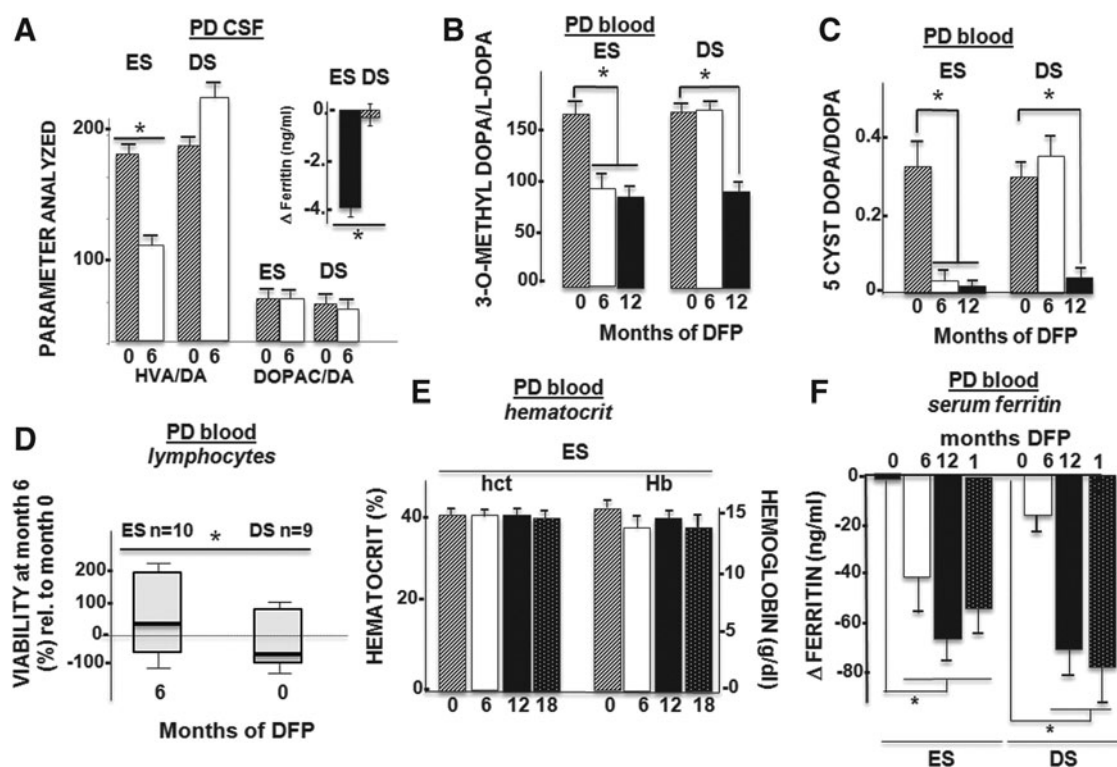 A
PD CSF
ES DS
PARAMETER ANALYZED
200
100
*
0 6 0 6
HVA/DA
ES DS
0 6 0 6
DOPAC/DA
ES DS
Δ Ferritin (ng/ml)
0
-2
-4
*
B
PD blood
ES DS
3-O-METHYL DOPA/L-DOPA
150
100
50
00
* *
0 6 12 0 6 12
Months of DFP
C
PD blood
ES DS
5 CYST DOPA/DOPA
0.4
0.2
0
* *
0 6 12 0 6 12
Months of DFP
D
PD blood
lymphocytes
VIABILITY at month 6
(%) rel. to month 0
ES n=10 * DS n=9
200
100
0
-100
6 0
Months of DFP
E
PD blood
hematocrit
ES
hct Hb
HEMATOCRIT (%)
40
20
0
HEMOGLOBIN (g/dl)
15
10
5
-0
0 6 12 18 0 6 12 18
F
PD blood
serum ferritin
months DFP
0 6 12 1 0 6 12 1
Δ FERRITIN (ng/ml)
0
-20
-40
-60
-80
* *
ES DS